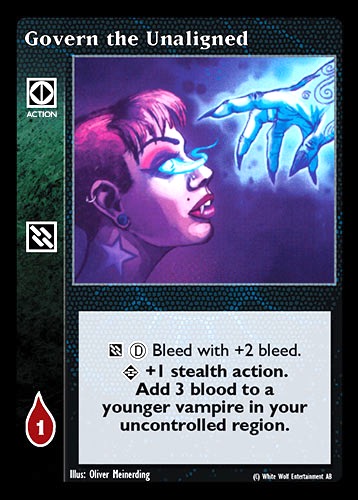 Govern the Unaligned
ACTION
D Bleed with +2 bleed.
+1 stealth action.
Add 3 blood to a
younger vampire in your
uncontrolled region.
1
Illus: Oliver Meinerding
(C) White Wolf Entertainment AB